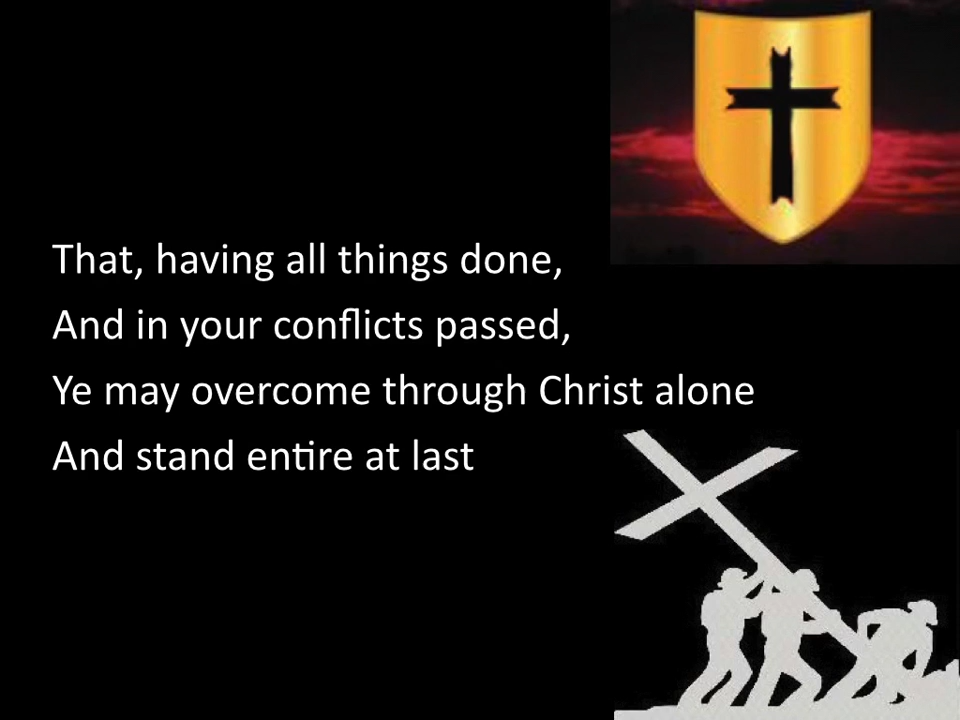 That, having all things done,
And in your conflicts passed,
Ye may overcome through Christ alone
And stand entire at last